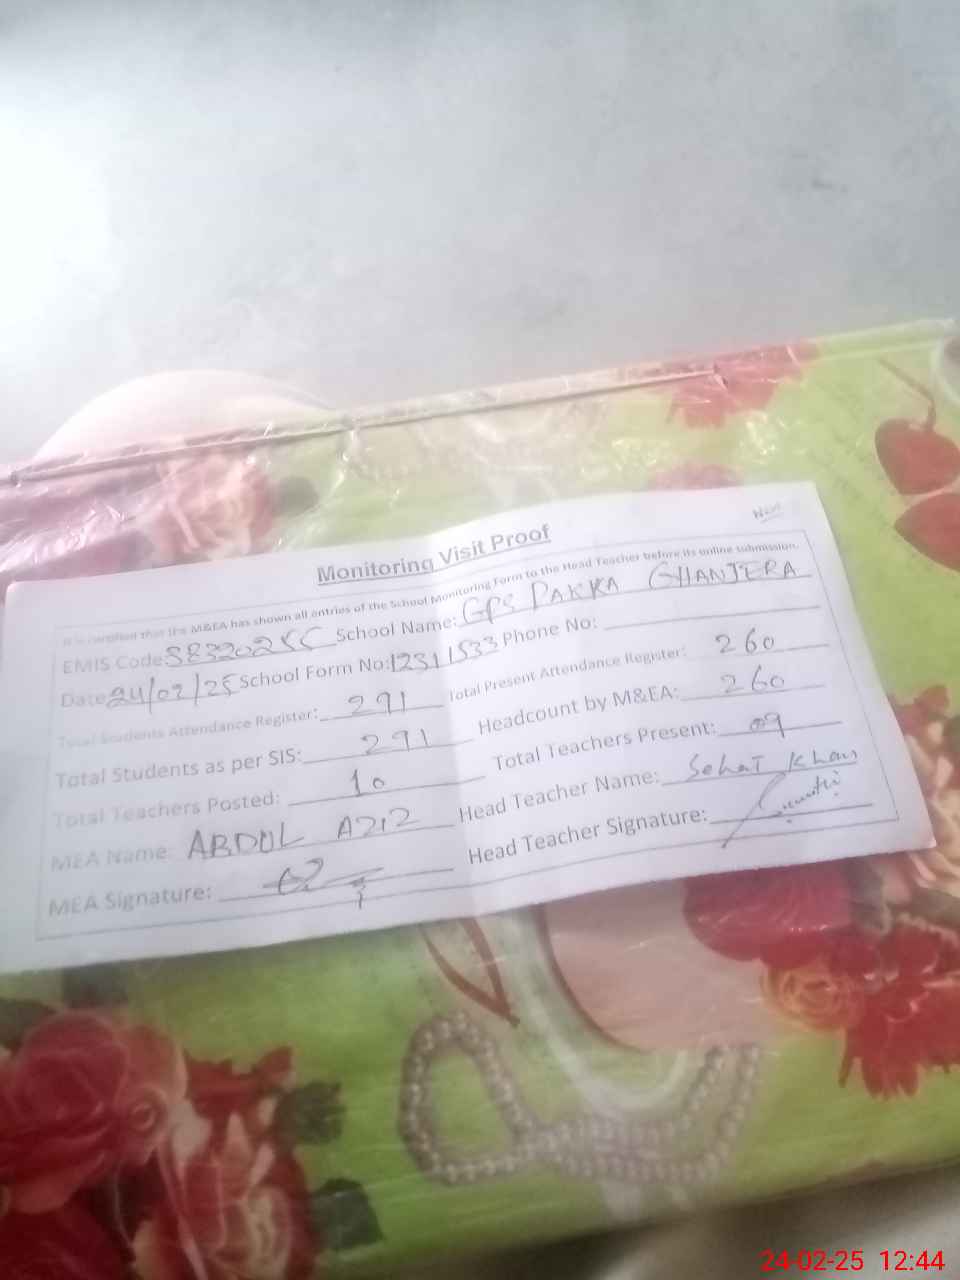 New
Monitoring Visit Proof
It is certified that the M&EA has shown all entries of the School Monitoring Form to the Head Teacher before its online submission.
EMIS Code: School Name: GPS PAKKA GHANJERA
Date: 24/02/25 School Form No: 12311533 Phone No:
Total Students Attendance Register: 291 Total Present Attendance Register: 260
Total Students as per SIS: 291 Headcount by M&EA: 260
Total Teachers Posted: 10 Total Teachers Present: 09
MEA Name: ABDUL AZIZ Head Teacher Name: Sehat Khan
MEA Signature: Head Teacher Signature:
24-02-25 12:44